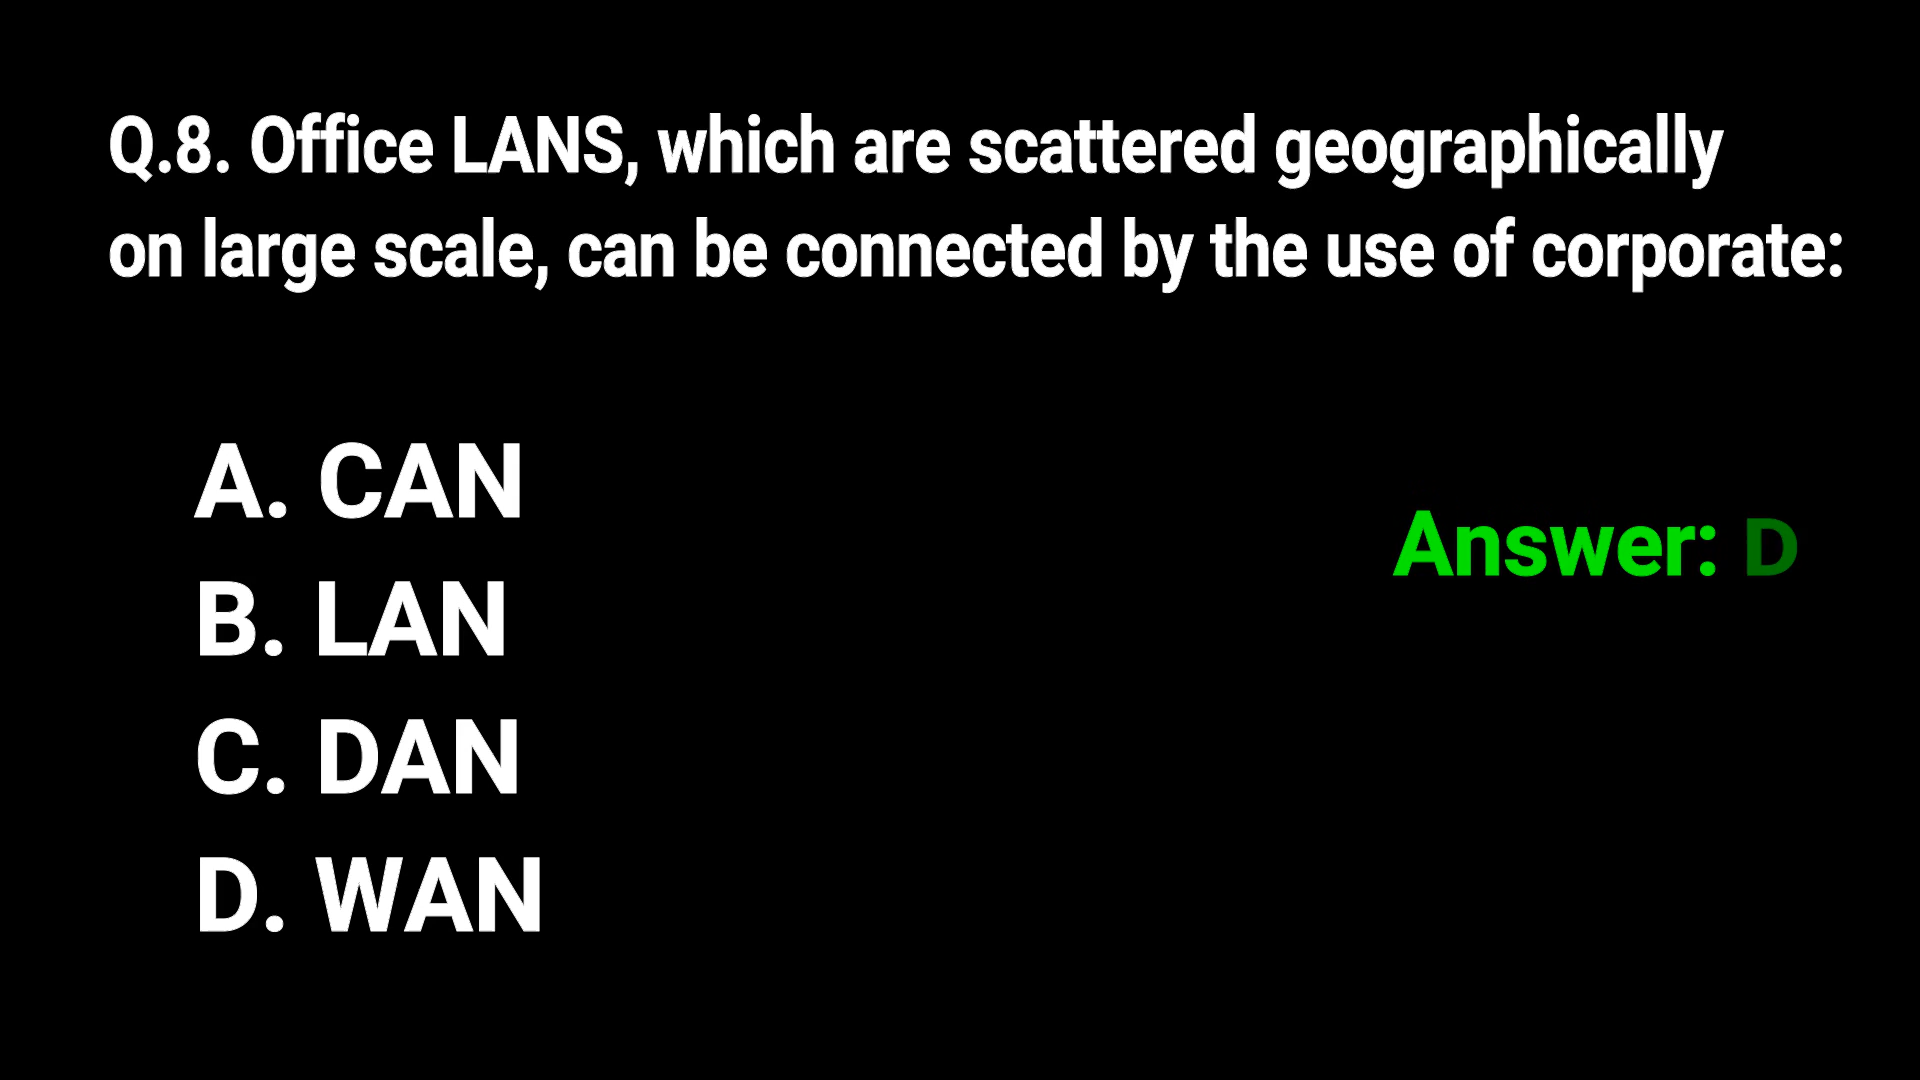 Q.8. Office LANS, which are scattered geographically
on large scale, can be connected by the use of corporate:
A. CAN
B. LAN
C. DAN
D. WAN
Answer: D